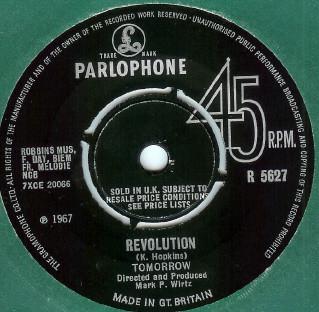 THE GRAMOPHONE CO.LTD. ALL RIGHTS OF THE MANUFACTURER AND OF THE OWNER OF THE RECORDED WORK RESERVED · UNAUTHORISED PUBLIC PERFORMANCE BROADCASTING AND COPYING OF THIS RECORD PROHIBITED
TRADE MARK
PARLOPHONE
45
R.P.M.
ROBBINS MUS,
F. DAY, BIEM
FR. MELODIE
NCB
7XCE 20066
R 5627
SOLD IN U.K. SUBJECT TO
RESALE PRICE CONDITIONS
SEE PRICE LISTS
℗ 1967
REVOLUTION
(K. Hopkins)
TOMORROW
Directed and Produced
Mark P. Wirtz
MADE IN GT. BRITAIN